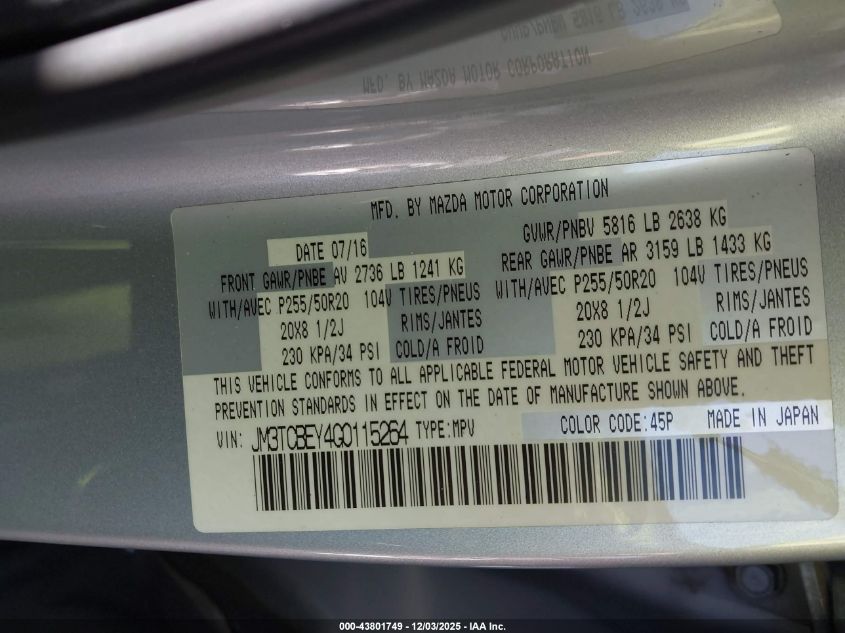 MFD. BY MAZDA MOTOR CORPORATION
DATE 07/16 GVWR/PNBV 5816 LB 2638 KG
FRONT GAWR/PNBE AV 2736 LB 1241 KG REAR GAWR/PNBE AR 3159 LB 1433 KG
WITH/AVEC P255/50R20 104V TIRES/PNEUS WITH/AVEC P255/50R20 104V TIRES/PNEUS
20X8 1/2J RIMS/JANTES 20X8 1/2J RIMS/JANTES
230 KPA/34 PSI COLD/A FROID 230 KPA/34 PSI COLD/A FROID
THIS VEHICLE CONFORMS TO ALL APPLICABLE FEDERAL MOTOR VEHICLE SAFETY AND THEFT
PREVENTION STANDARDS IN EFFECT ON THE DATE OF MANUFACTURE SHOWN ABOVE.
VIN: JM3TCBEY4G0115264 TYPE:MPV COLOR CODE:45P MADE IN JAPAN
000-43801749 - 12/03/2025 - IAA Inc.